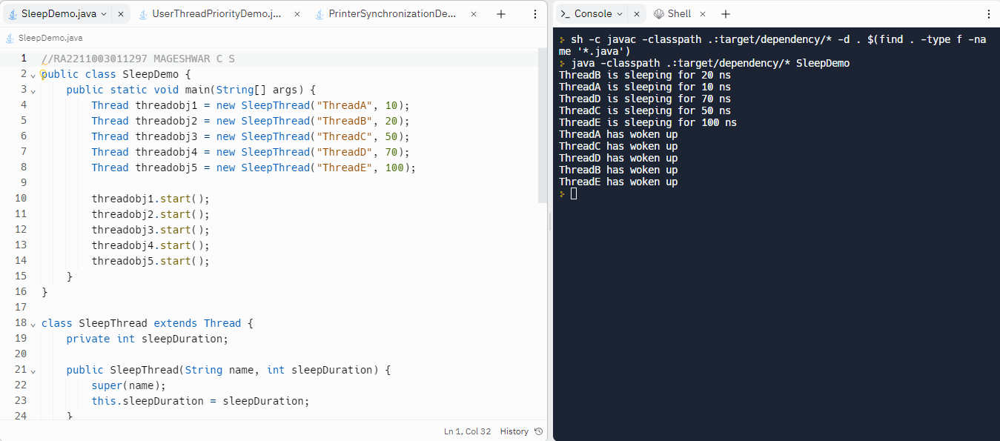 SleepDemo.java
UserThreadPriorityDemo.j...
PrinterSynchronizationDe...
SleepDemo.java
1 //RA2211003011297 MAGESHWAR C S
2 public class SleepDemo {
3 public static void main(String[] args) {
4 Thread threadobj1 = new SleepThread("ThreadA", 10);
5 Thread threadobj2 = new SleepThread("ThreadB", 20);
6 Thread threadobj3 = new SleepThread("ThreadC", 50);
7 Thread threadobj4 = new SleepThread("ThreadD", 70);
8 Thread threadobj5 = new SleepThread("ThreadE", 100);
9
10 threadobj1.start();
11 threadobj2.start();
12 threadobj3.start();
13 threadobj4.start();
14 threadobj5.start();
15 }
16 }
17
18 class SleepThread extends Thread {
19 private int sleepDuration;
20
21 public SleepThread(String name, int sleepDuration) {
22 super(name);
23 this.sleepDuration = sleepDuration;
24 }
Ln 1, Col 32 History
>_ Console
Shell
sh -c javac -classpath .:target/dependency/* -d . $(find . -type f -na
me '*.java')
java -classpath .:target/dependency/* SleepDemo
ThreadB is sleeping for 20 ns
ThreadA is sleeping for 10 ns
ThreadD is sleeping for 70 ns
ThreadC is sleeping for 50 ns
ThreadE is sleeping for 100 ns
ThreadA has woken up
ThreadC has woken up
ThreadD has woken up
ThreadB has woken up
ThreadE has woken up